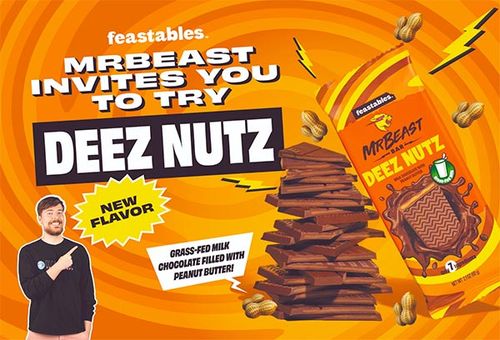 feastables.
MRBEAST
INVITES YOU
TO TRY
DEEZ NUTZ
NEW
FLAVOR
GRASS-FED MILK
CHOCOLATE FILLED WITH
PEANUT BUTTER!
feastables.
MRBEAST
BAR
DEEZ NUTZ